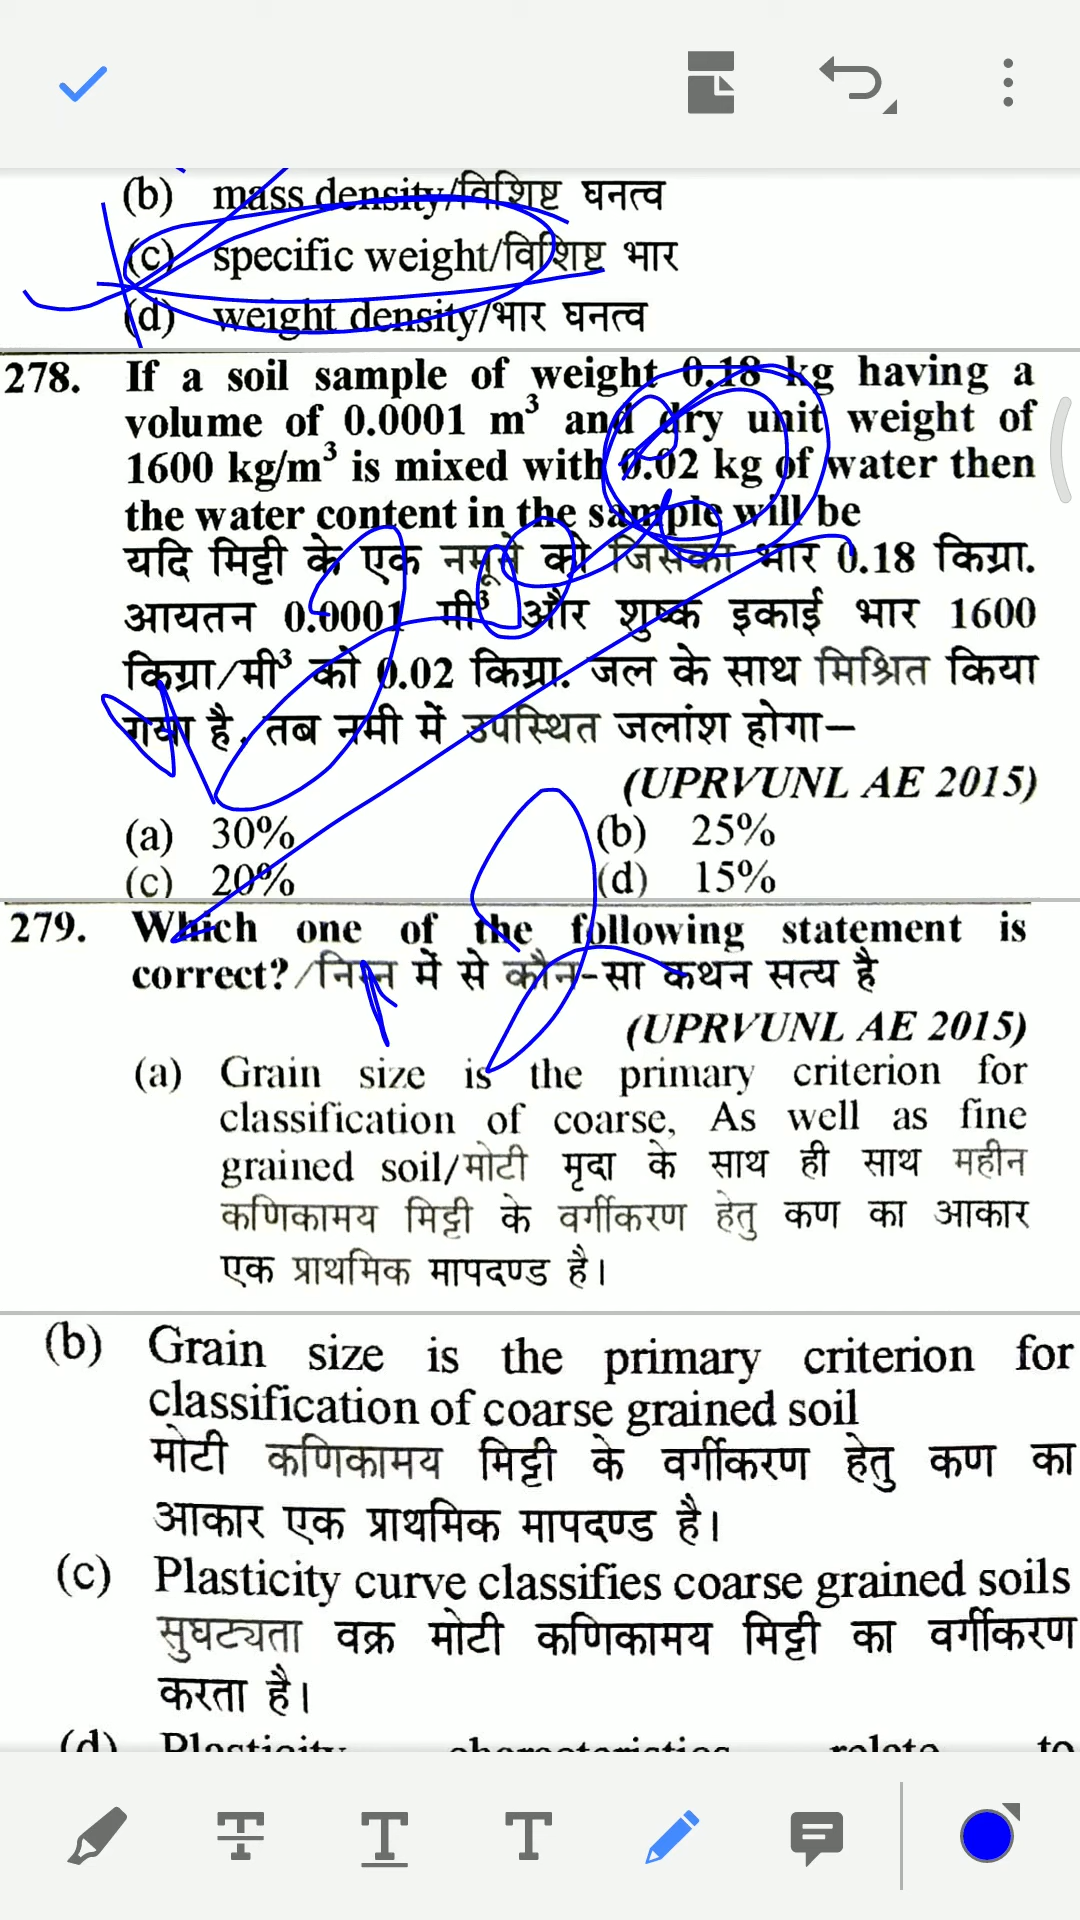 (b) mass density/विशिष्ट घनत्व
(c) specific weight/विशिष्ट भार
(d) weight density/भार घनत्व
278. If a soil sample of weight 0.18 kg having a
volume of 0.0001 m³ and dry unit weight of
1600 kg/m³ is mixed with 0.02 kg of water then
the water content in the sample will be
यदि मिट्टी के एक नमूने को जिसका भार 0.18 किग्रा.
आयतन 0.0001 मी³ और शुष्क इकाई भार 1600
किग्रा/मी³ को 0.02 किग्रा. जल के साथ मिश्रित किया
गया है, तब नमी में उपस्थित जलांश होगा–
(UPRVUNL AE 2015)
(a) 30% (b) 25%
(c) 20% (d) 15%
279. Which one of the following statement is
correct?/निम्न में से कौन-सा कथन सत्य है
(UPRVUNL AE 2015)
(a) Grain size is the primary criterion for
classification of coarse, As well as fine
grained soil/मोटी मृदा के साथ ही साथ महीन
कणिकामय मिट्टी के वर्गीकरण हेतु कण का आकार
एक प्राथमिक मापदण्ड है।
(b) Grain size is the primary criterion for
classification of coarse grained soil
मोटी कणिकामय मिट्टी के वर्गीकरण हेतु कण का
आकार एक प्राथमिक मापदण्ड है।
(c) Plasticity curve classifies coarse grained soils
सुघट्यता वक्र मोटी कणिकामय मिट्टी का वर्गीकरण
करता है।
(d) Plasticity characteristics relate to
T T T